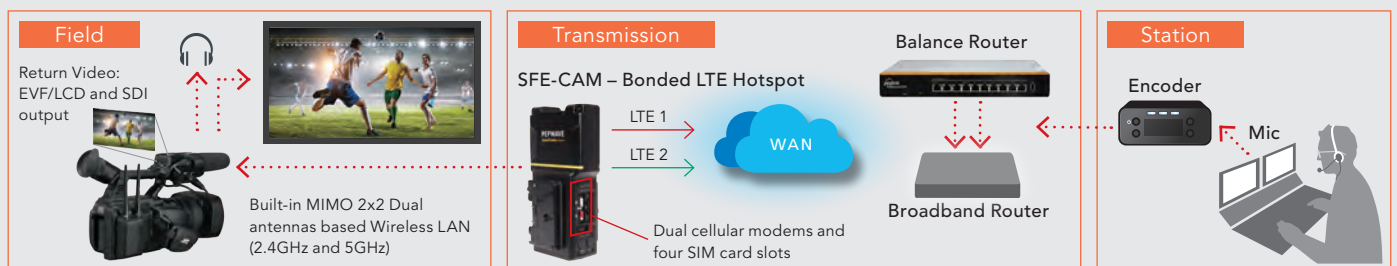 Field
Return Video:
EVF/LCD and SDI
output
Built-in MIMO 2x2 Dual
antennas based Wireless LAN
(2.4GHz and 5GHz)
Transmission
SFE-CAM – Bonded LTE Hotspot
PEPWAVE
LTE 1
LTE 2
WAN
Dual cellular modems and
four SIM card slots
Balance Router
Broadband Router
Station
Encoder
Mic